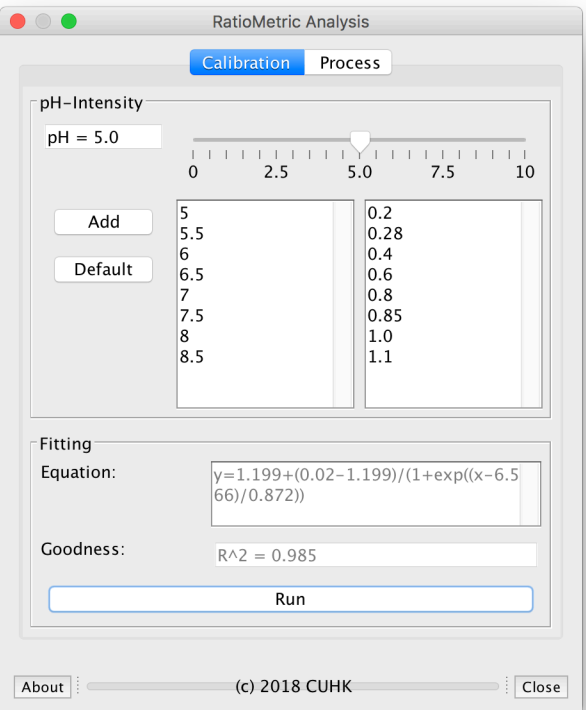 RatioMetric Analysis
Calibration Process
pH-Intensity
pH = 5.0
0 2.5 5.0 7.5 10
Add
Default
5 0.2
5.5 0.28
6 0.4
6.5 0.6
7 0.8
7.5 0.85
8 1.0
8.5 1.1
Fitting
Equation:
y=1.199+(0.02-1.199)/(1+exp((x-6.5
66)/0.872))
Goodness:
R^2 = 0.985
Run
About (c) 2018 CUHK Close